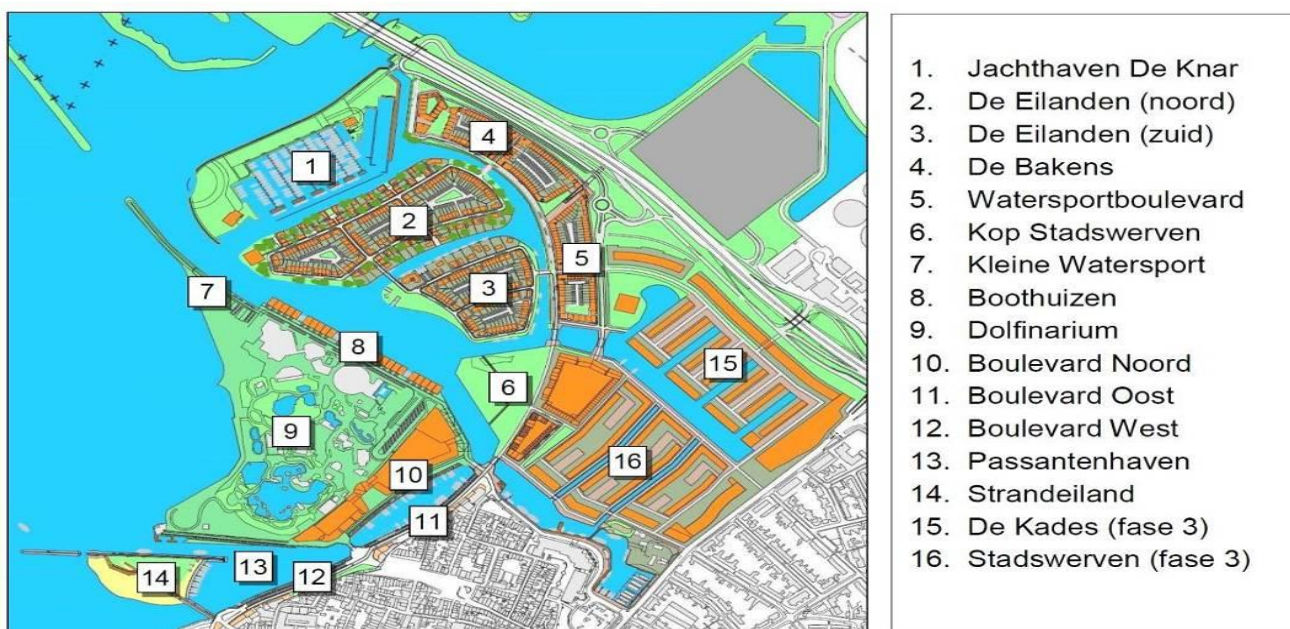 1
2
3
4
5
6
7
8
9
10
11
12
13
14
15
16
1. Jachthaven De Knar
2. De Eilanden (noord)
3. De Eilanden (zuid)
4. De Bakens
5. Watersportboulevard
6. Kop Stadswerven
7. Kleine Watersport
8. Boothuizen
9. Dolfinarium
10. Boulevard Noord
11. Boulevard Oost
12. Boulevard West
13. Passantenhaven
14. Strandeiland
15. De Kades (fase 3)
16. Stadswerven (fase 3)